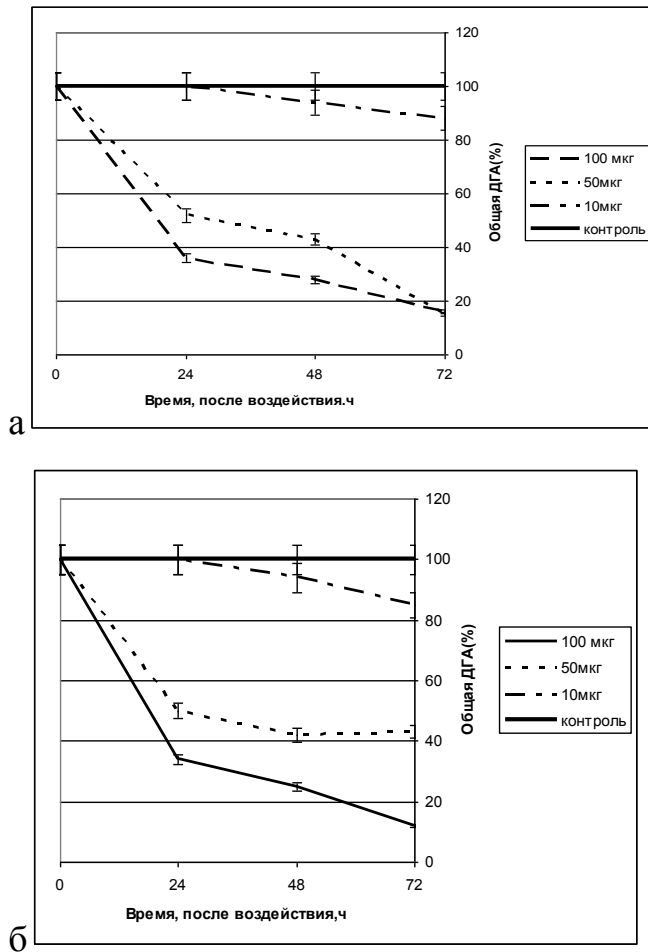 120
100
80
60
40
20
0
Общая ДГА(%)
0 24 48 72
Время, после воздействия.ч
100 мкг
50мкг
10мкг
контроль
а
120
100
80
60
40
20
0
Общая ДГА(%)
0 24 48 72
Время, после воздействия,ч
100 мкг
50мкг
10мкг
контроль
б